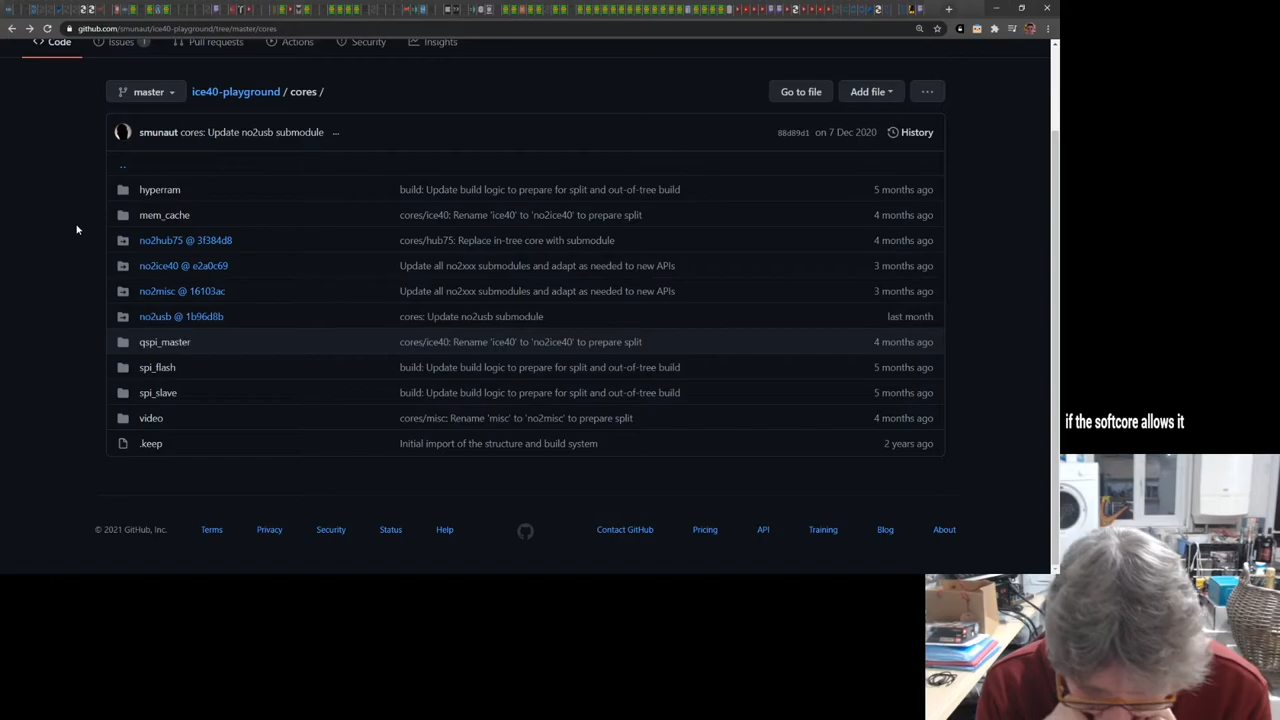 github.com/smunaut/ice40-playground/tree/master/cores
Code
Issues 1
Pull requests
Actions
Security
Insights
master
ice40-playground / cores /
Go to file
Add file
...
smunaut cores: Update no2usb submodule ...
88d89d1 on 7 Dec 2020
History
..
hyperram build: Update build logic to prepare for split and out-of-tree build 5 months ago
mem_cache cores/ice40: Rename 'ice40' to 'no2ice40' to prepare split 4 months ago
no2hub75 @ 3f384d8 cores/hub75: Replace in-tree core with submodule 4 months ago
no2ice40 @ e2a0c69 Update all no2xxx submodules and adapt as needed to new APIs 3 months ago
no2misc @ 16103ac Update all no2xxx submodules and adapt as needed to new APIs 3 months ago
no2usb @ 1b96d8b cores: Update no2usb submodule last month
qspi_master cores/ice40: Rename 'ice40' to 'no2ice40' to prepare split 4 months ago
spi_flash build: Update build logic to prepare for split and out-of-tree build 5 months ago
spi_slave build: Update build logic to prepare for split and out-of-tree build 5 months ago
video cores/misc: Rename 'misc' to 'no2misc' to prepare split 4 months ago
.keep Initial import of the structure and build system 2 years ago
if the softcore allows it
© 2021 GitHub, Inc. Terms Privacy Security Status Help Contact GitHub Pricing API Training Blog About